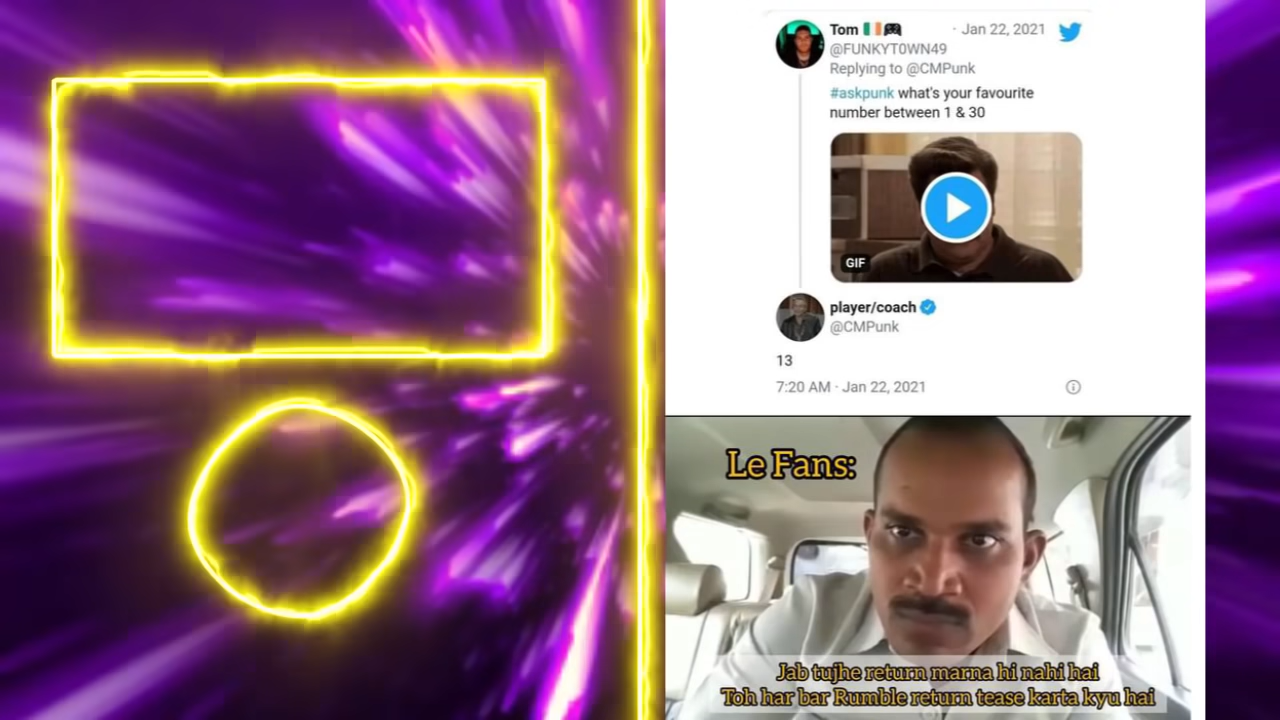 Tom
· Jan 22, 2021
@FUNKYT0WN49
Replying to @CMPunk
#askpunk what's your favourite
number between 1 & 30
GIF
player/coach
@CMPunk
13
7:20 AM · Jan 22, 2021
Le Fans:
Jab tujhe return marna hi nahi hai
Toh har bar Rumble return tease karta kyu hai